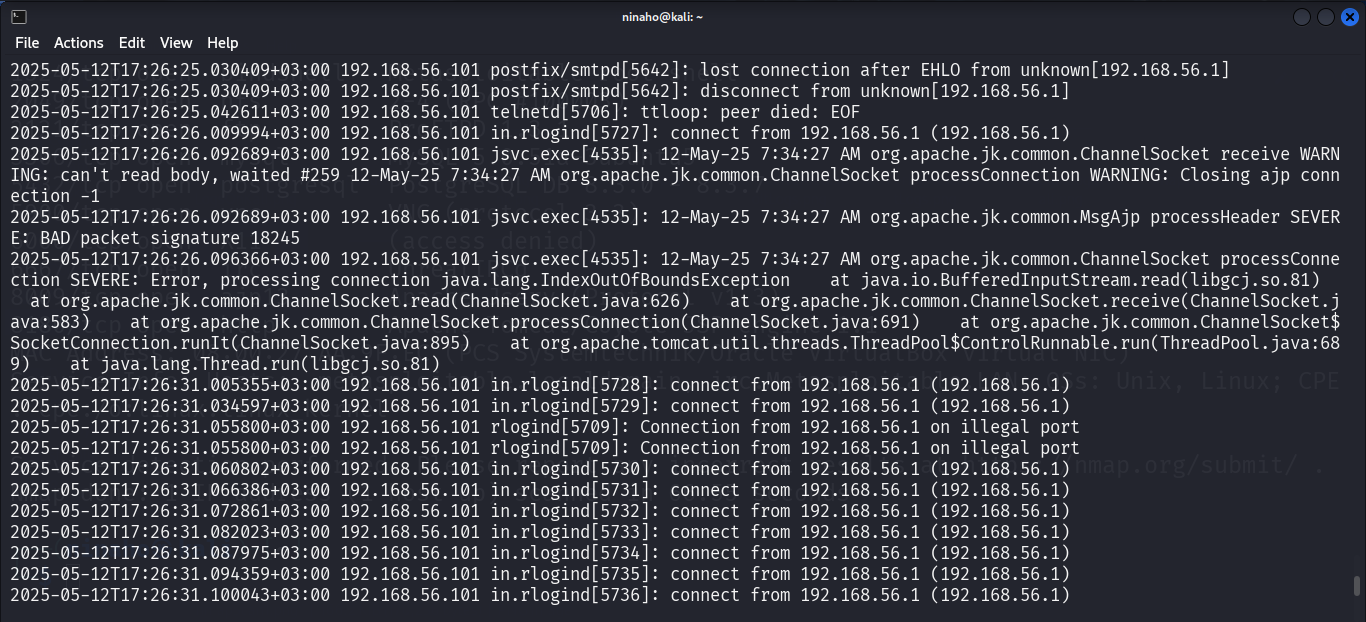 ninaho@kali: ~
File Actions Edit View Help
2025-05-12T17:26:25.030409+03:00 192.168.56.101 postfix/smtpd[5642]: lost connection after EHLO from unknown[192.168.56.1]
2025-05-12T17:26:25.030409+03:00 192.168.56.101 postfix/smtpd[5642]: disconnect from unknown[192.168.56.1]
2025-05-12T17:26:25.042611+03:00 192.168.56.101 telnetd[5706]: ttloop: peer died: EOF
2025-05-12T17:26:26.009994+03:00 192.168.56.101 in.rlogind[5727]: connect from 192.168.56.1 (192.168.56.1)
2025-05-12T17:26:26.092689+03:00 192.168.56.101 jsvc.exec[4535]: 12-May-25 7:34:27 AM org.apache.jk.common.ChannelSocket receive WARN
ING: can't read body, waited #259 12-May-25 7:34:27 AM org.apache.jk.common.ChannelSocket processConnection WARNING: Closing ajp conn
ection -1
2025-05-12T17:26:26.092689+03:00 192.168.56.101 jsvc.exec[4535]: 12-May-25 7:34:27 AM org.apache.jk.common.MsgAjp processHeader SEVER
E: BAD packet signature 18245
2025-05-12T17:26:26.096366+03:00 192.168.56.101 jsvc.exec[4535]: 12-May-25 7:34:27 AM org.apache.jk.common.ChannelSocket processConne
ction SEVERE: Error, processing connection java.lang.IndexOutOfBoundsException    at java.io.BufferedInputStream.read(libgcj.so.81)
  at org.apache.jk.common.ChannelSocket.read(ChannelSocket.java:626)    at org.apache.jk.common.ChannelSocket.receive(ChannelSocket.j
ava:583)    at org.apache.jk.common.ChannelSocket.processConnection(ChannelSocket.java:691)    at org.apache.jk.common.ChannelSocket$
SocketConnection.runIt(ChannelSocket.java:895)    at org.apache.tomcat.util.threads.ThreadPool$ControlRunnable.run(ThreadPool.java:68
9)    at java.lang.Thread.run(libgcj.so.81)
2025-05-12T17:26:31.005355+03:00 192.168.56.101 in.rlogind[5728]: connect from 192.168.56.1 (192.168.56.1)
2025-05-12T17:26:31.034597+03:00 192.168.56.101 in.rlogind[5729]: connect from 192.168.56.1 (192.168.56.1)
2025-05-12T17:26:31.055800+03:00 192.168.56.101 rlogind[5709]: Connection from 192.168.56.1 on illegal port
2025-05-12T17:26:31.055800+03:00 192.168.56.101 rlogind[5709]: Connection from 192.168.56.1 on illegal port
2025-05-12T17:26:31.060802+03:00 192.168.56.101 in.rlogind[5730]: connect from 192.168.56.1 (192.168.56.1)
2025-05-12T17:26:31.066386+03:00 192.168.56.101 in.rlogind[5731]: connect from 192.168.56.1 (192.168.56.1)
2025-05-12T17:26:31.072861+03:00 192.168.56.101 in.rlogind[5732]: connect from 192.168.56.1 (192.168.56.1)
2025-05-12T17:26:31.082023+03:00 192.168.56.101 in.rlogind[5733]: connect from 192.168.56.1 (192.168.56.1)
2025-05-12T17:26:31.087975+03:00 192.168.56.101 in.rlogind[5734]: connect from 192.168.56.1 (192.168.56.1)
2025-05-12T17:26:31.094359+03:00 192.168.56.101 in.rlogind[5735]: connect from 192.168.56.1 (192.168.56.1)
2025-05-12T17:26:31.100043+03:00 192.168.56.101 in.rlogind[5736]: connect from 192.168.56.1 (192.168.56.1)